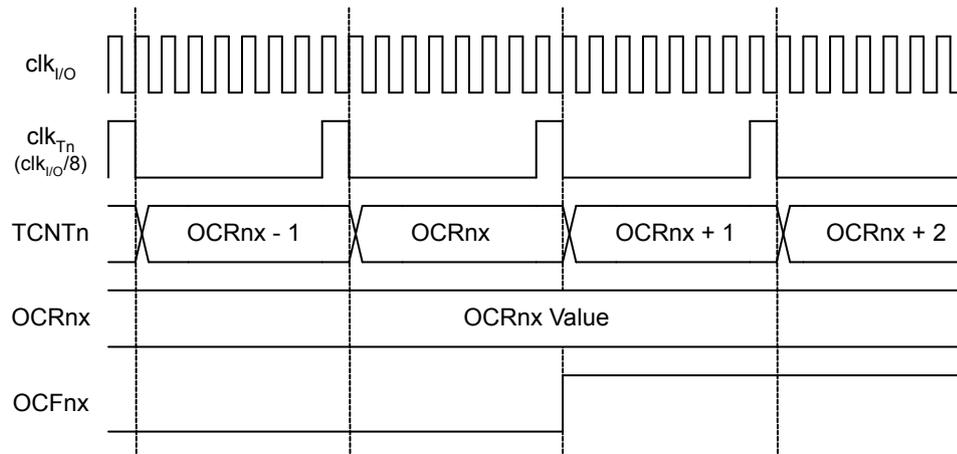 clkI/O
clkTn
(clkI/O/8)
TCNTn
OCRnx - 1
OCRnx
OCRnx + 1
OCRnx + 2
OCRnx
OCRnx Value
OCFnx